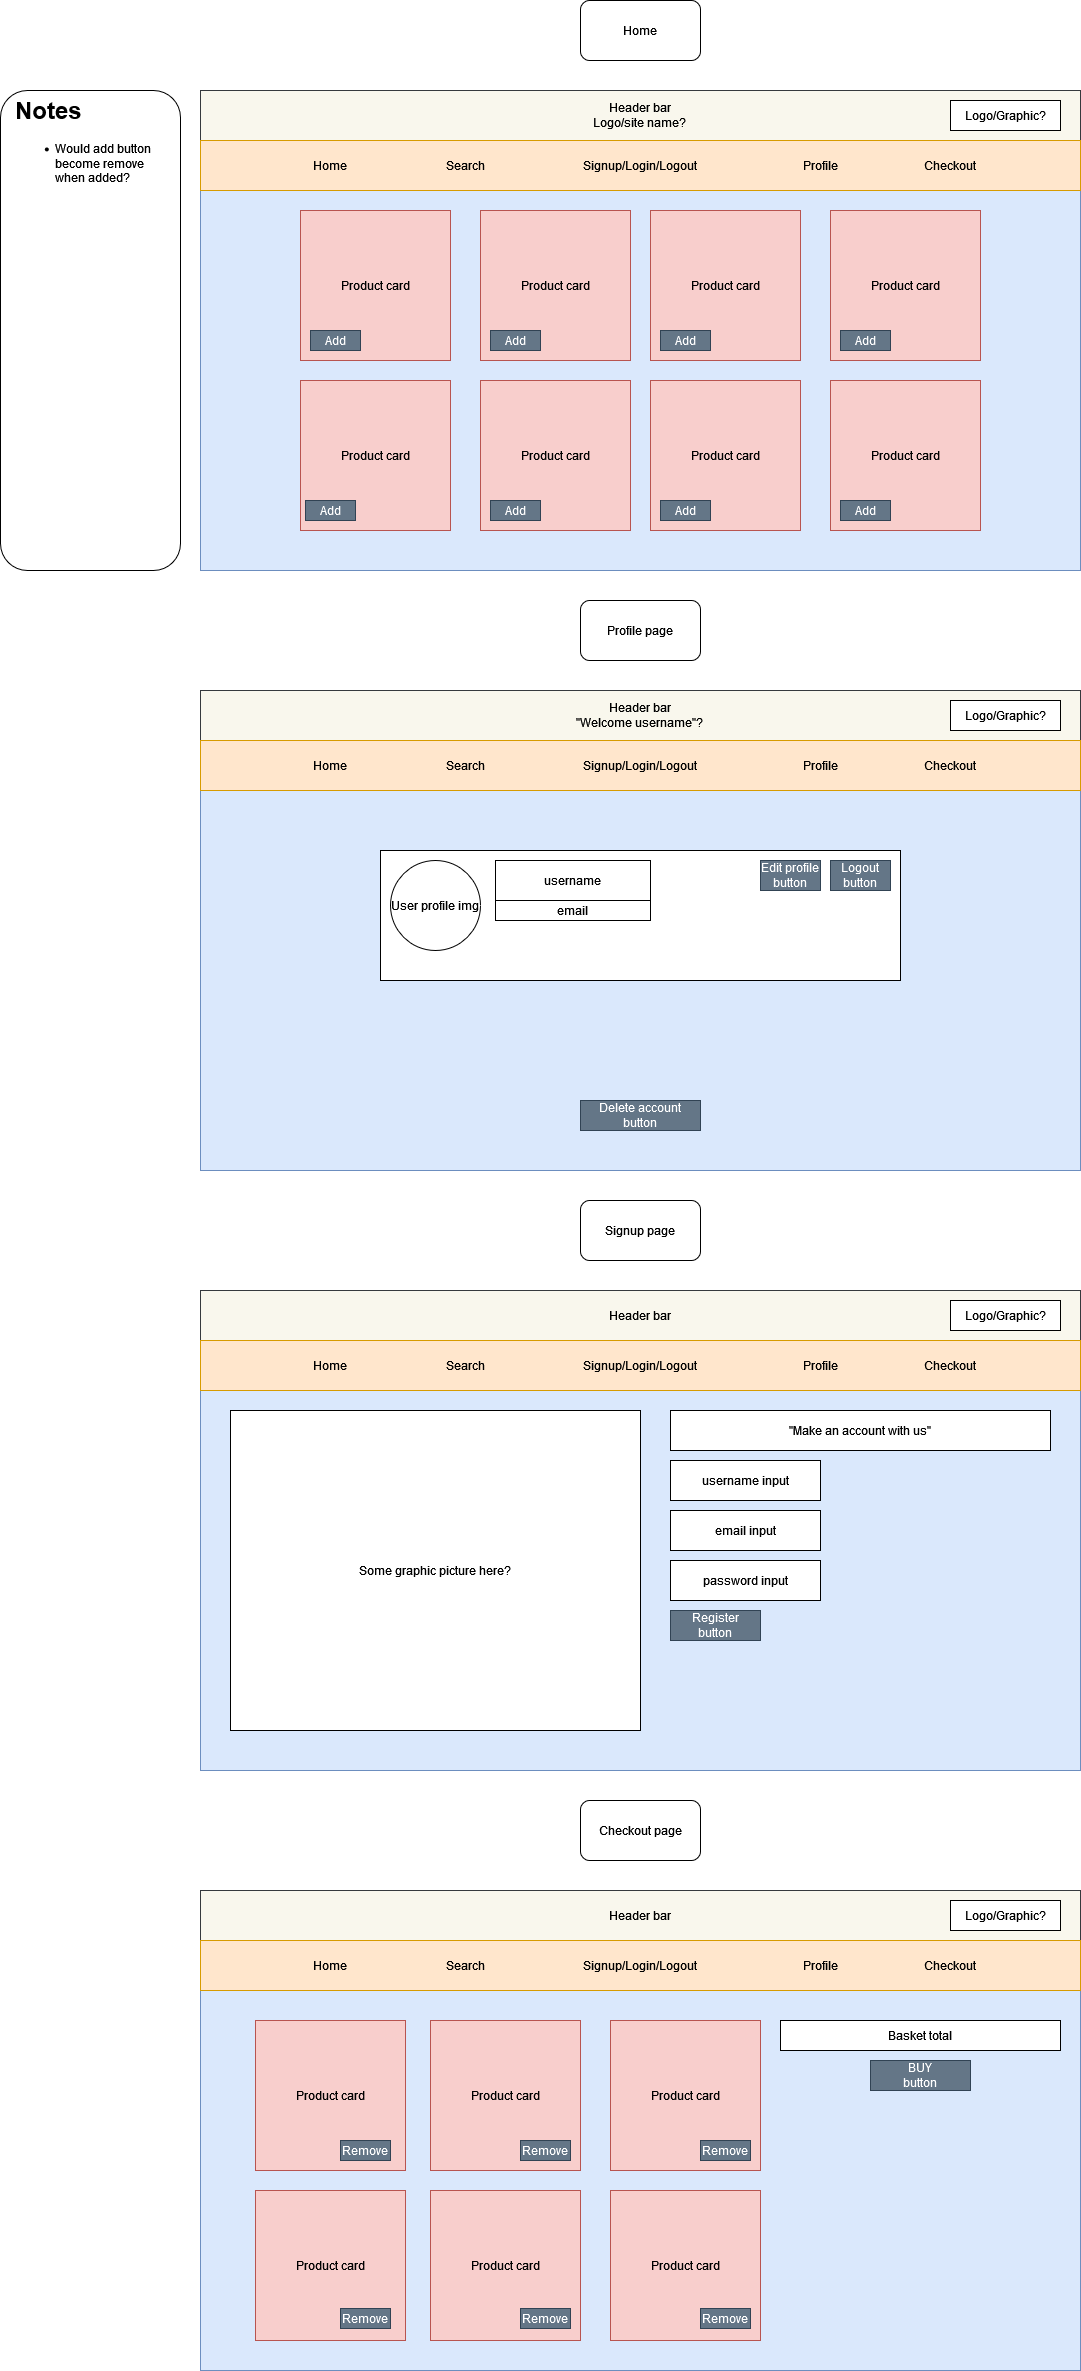 Home
Notes
• Would add button
become remove
when added?
Header bar
Logo/site name?
Logo/Graphic?
Home Search Signup/Login/Logout Profile Checkout
Product card Product card Product card Product card
Add Add Add Add
Product card Product card Product card Product card
Add Add Add Add
Profile page
Header bar
"Welcome username"?
Logo/Graphic?
Home Search Signup/Login/Logout Profile Checkout
User profile img
username
email
Edit profile
button
Logout
button
Delete account
button
Signup page
Header bar
Logo/Graphic?
Home Search Signup/Login/Logout Profile Checkout
Some graphic picture here?
"Make an account with us"
username input
email input
password input
Register
button
Checkout page
Header bar
Logo/Graphic?
Home Search Signup/Login/Logout Profile Checkout
Product card Product card Product card
Remove Remove Remove
Basket total
BUY
button
Product card Product card Product card
Remove Remove Remove